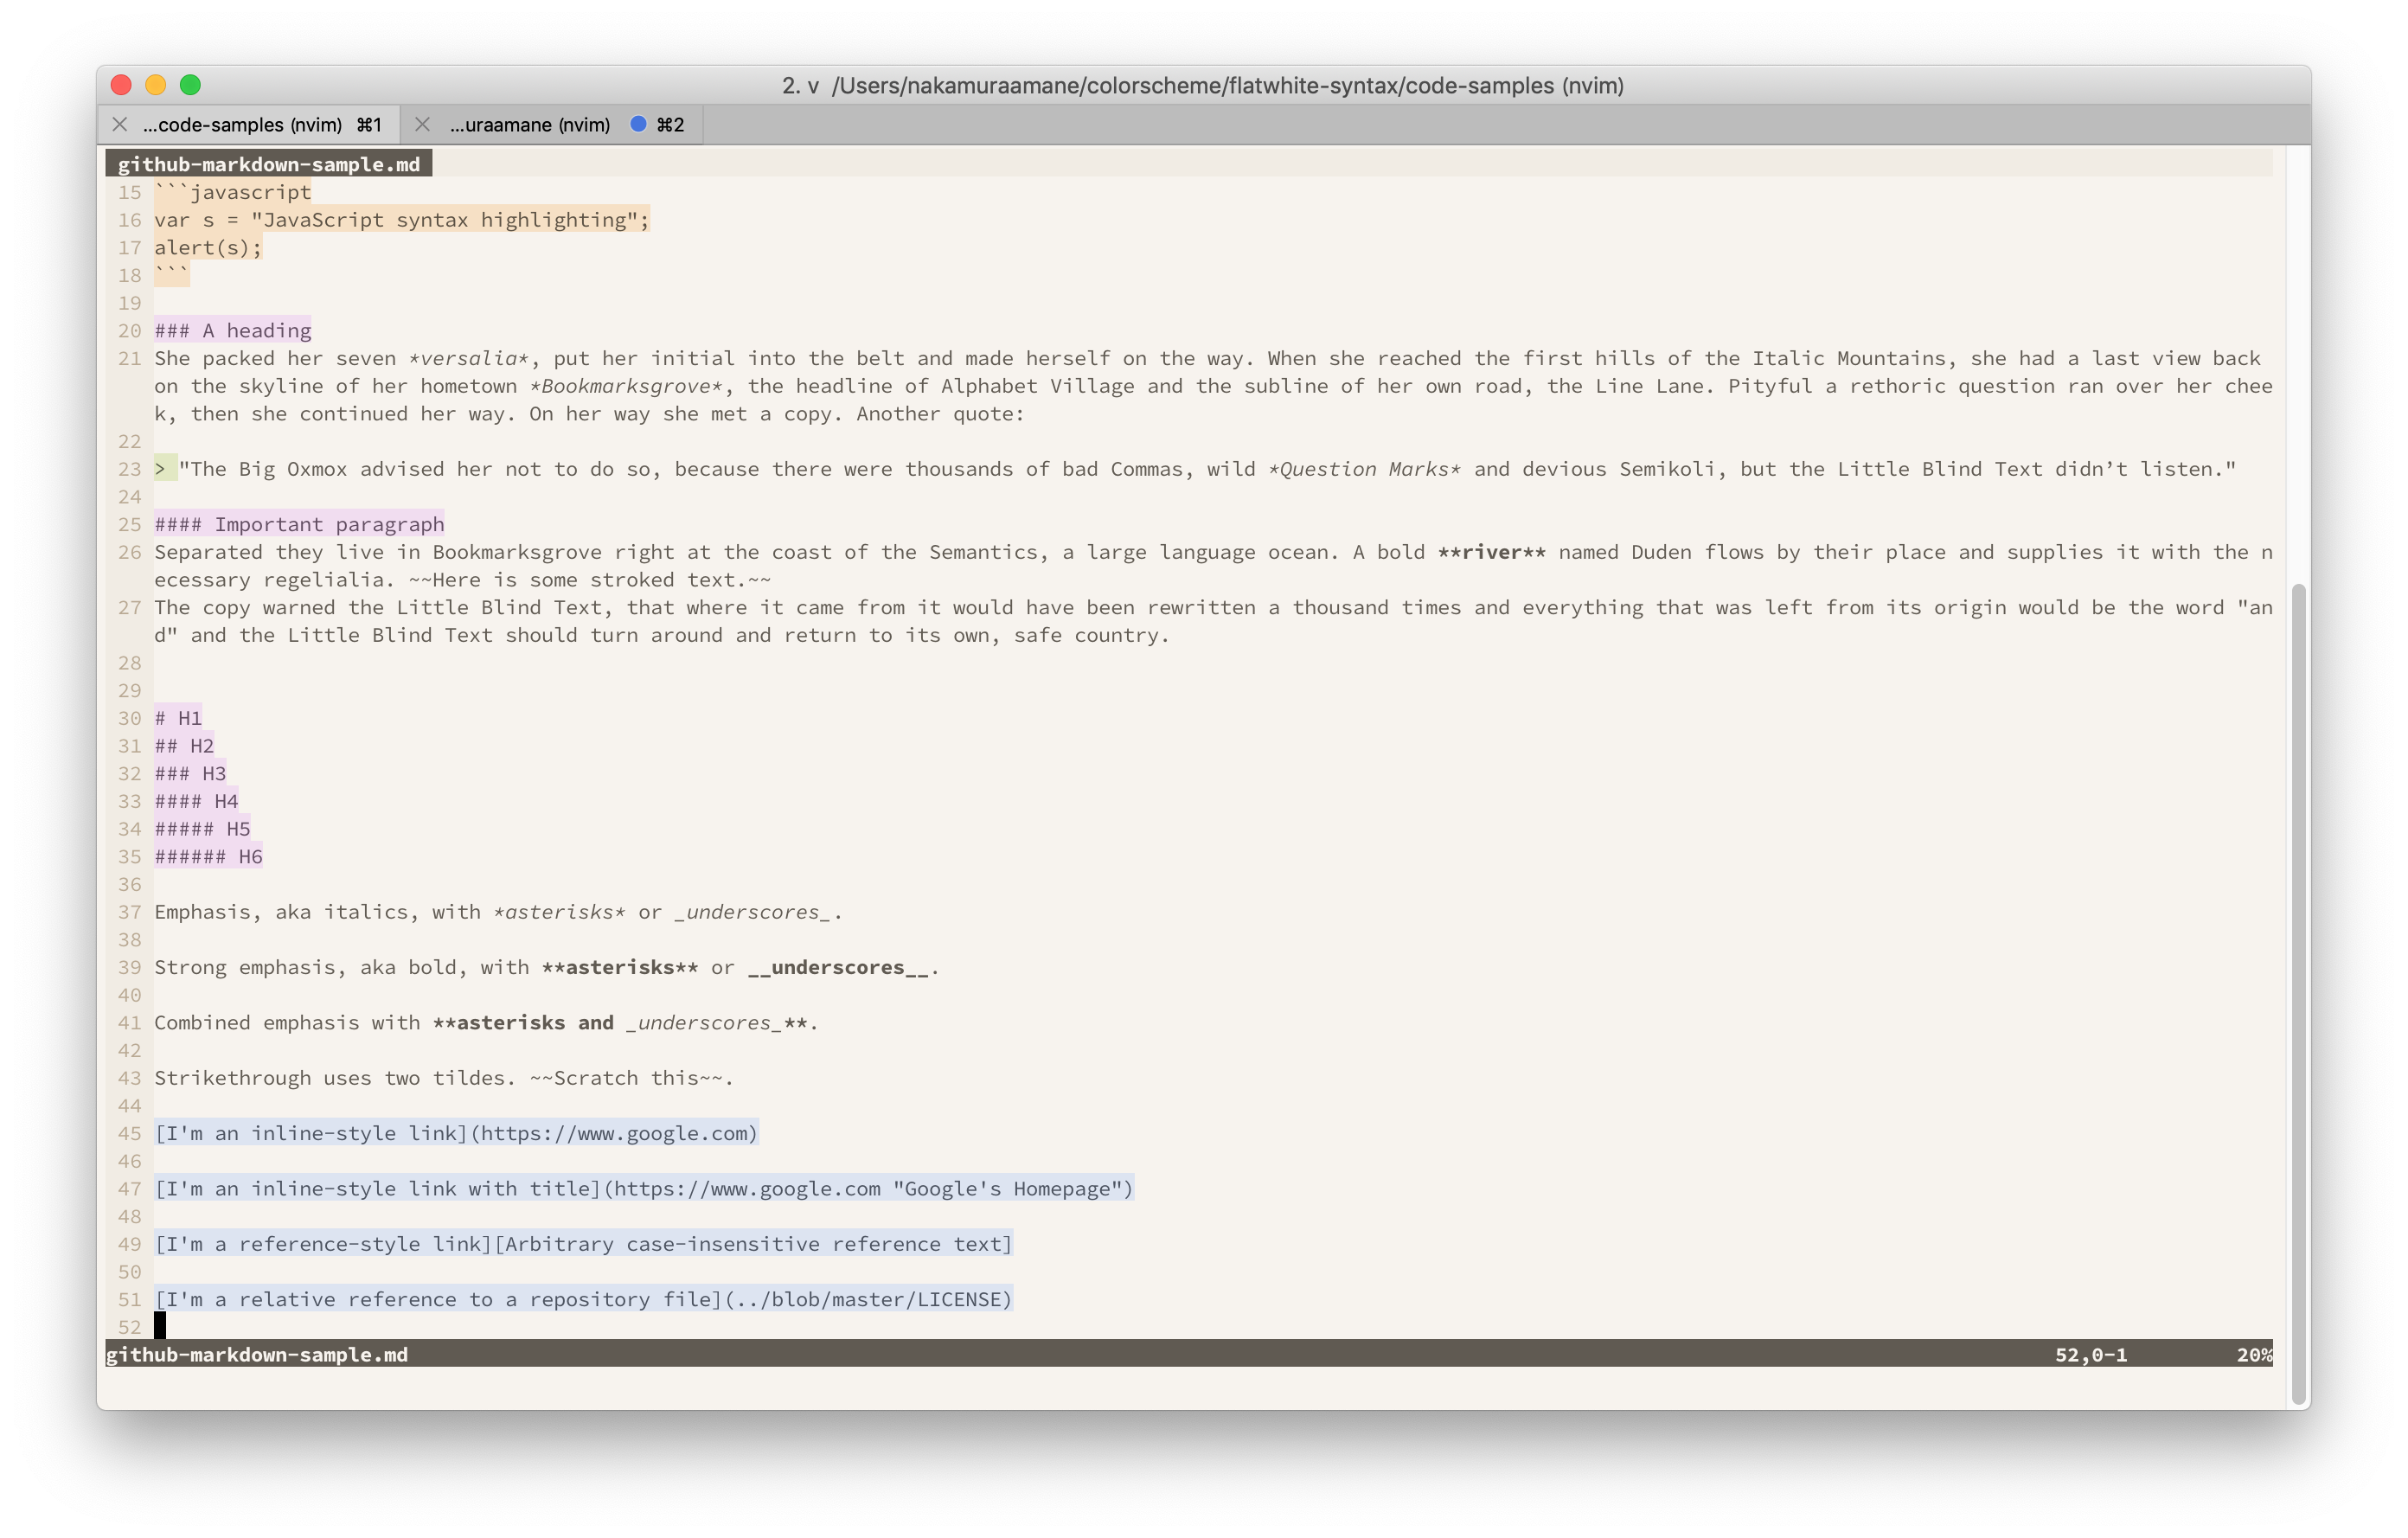 2. v /Users/nakamuraamane/colorscheme/flatwhite-syntax/code-samples (nvim)
...code-samples (nvim) ⌘1 ...uraamane (nvim) ⌘2
github-markdown-sample.md
15 ```javascript
16 var s = "JavaScript syntax highlighting";
17 alert(s);
18 ```
19
20 ### A heading
21 She packed her seven *versalia*, put her initial into the belt and made herself on the way. When she reached the first hills of the Italic Mountains, she had a last view back
on the skyline of her hometown *Bookmarksgrove*, the headline of Alphabet Village and the subline of her own road, the Line Lane. Pityful a rethoric question ran over her chee
k, then she continued her way. On her way she met a copy. Another quote:
22
23 > "The Big Oxmox advised her not to do so, because there were thousands of bad Commas, wild *Question Marks* and devious Semikoli, but the Little Blind Text didn’t listen."
24
25 #### Important paragraph
26 Separated they live in Bookmarksgrove right at the coast of the Semantics, a large language ocean. A bold **river** named Duden flows by their place and supplies it with the n
ecessary regelialia. ~~Here is some stroked text.~~
27 The copy warned the Little Blind Text, that where it came from it would have been rewritten a thousand times and everything that was left from its origin would be the word "an
d" and the Little Blind Text should turn around and return to its own, safe country.
28
29
30 # H1
31 ## H2
32 ### H3
33 #### H4
34 ##### H5
35 ###### H6
36
37 Emphasis, aka italics, with *asterisks* or _underscores_.
38
39 Strong emphasis, aka bold, with **asterisks** or __underscores__.
40
41 Combined emphasis with **asterisks and _underscores_**.
42
43 Strikethrough uses two tildes. ~~Scratch this~~.
44
45 [I'm an inline-style link](https://www.google.com)
46
47 [I'm an inline-style link with title](https://www.google.com "Google's Homepage")
48
49 [I'm a reference-style link][Arbitrary case-insensitive reference text]
50
51 [I'm a relative reference to a repository file](../blob/master/LICENSE)
52
github-markdown-sample.md 52,0-1 20%